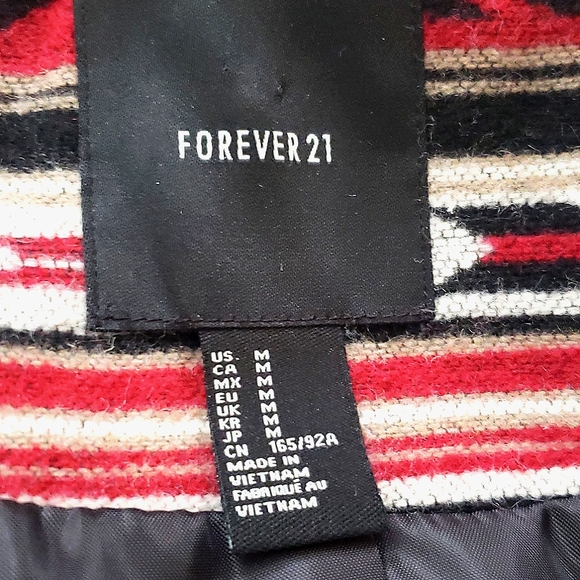 FOREVER 21
US. M
CA M
MX M
EU M
UK M
KR M
JP M
CN 165/92A
MADE IN
VIETNAM
FABRIQUÉ AU
VIETNAM